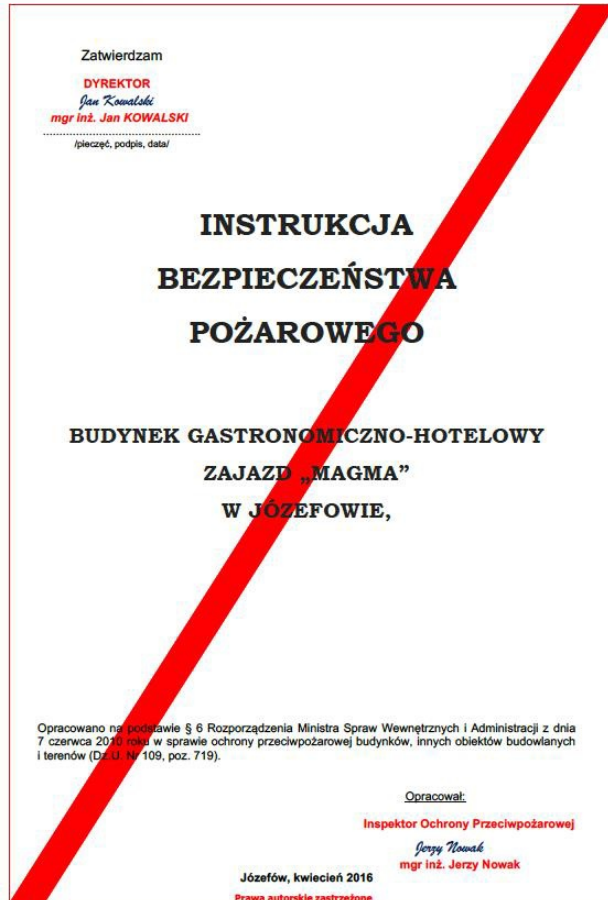 Zatwierdzam
DYREKTOR
Jan Kowalski
mgr inż. Jan KOWALSKI
................................................
/pieczęć, podpis, data/
INSTRUKCJA
BEZPIECZEŃSTWA
POŻAROWEGO
BUDYNEK GASTRONOMICZNO-HOTELOWY
ZAJAZD „MAGMA”
W JÓZEFOWIE,
Opracowano na podstawie § 6 Rozporządzenia Ministra Spraw Wewnętrznych i Administracji z dnia
7 czerwca 2010 roku w sprawie ochrony przeciwpożarowej budynków, innych obiektów budowlanych
i terenów (Dz.U. Nr 109, poz. 719).
Opracował:
Inspektor Ochrony Przeciwpożarowej
Jerzy Nowak
mgr inż. Jerzy Nowak
Józefów, kwiecień 2016
Prawa autorskie zastrzeżone